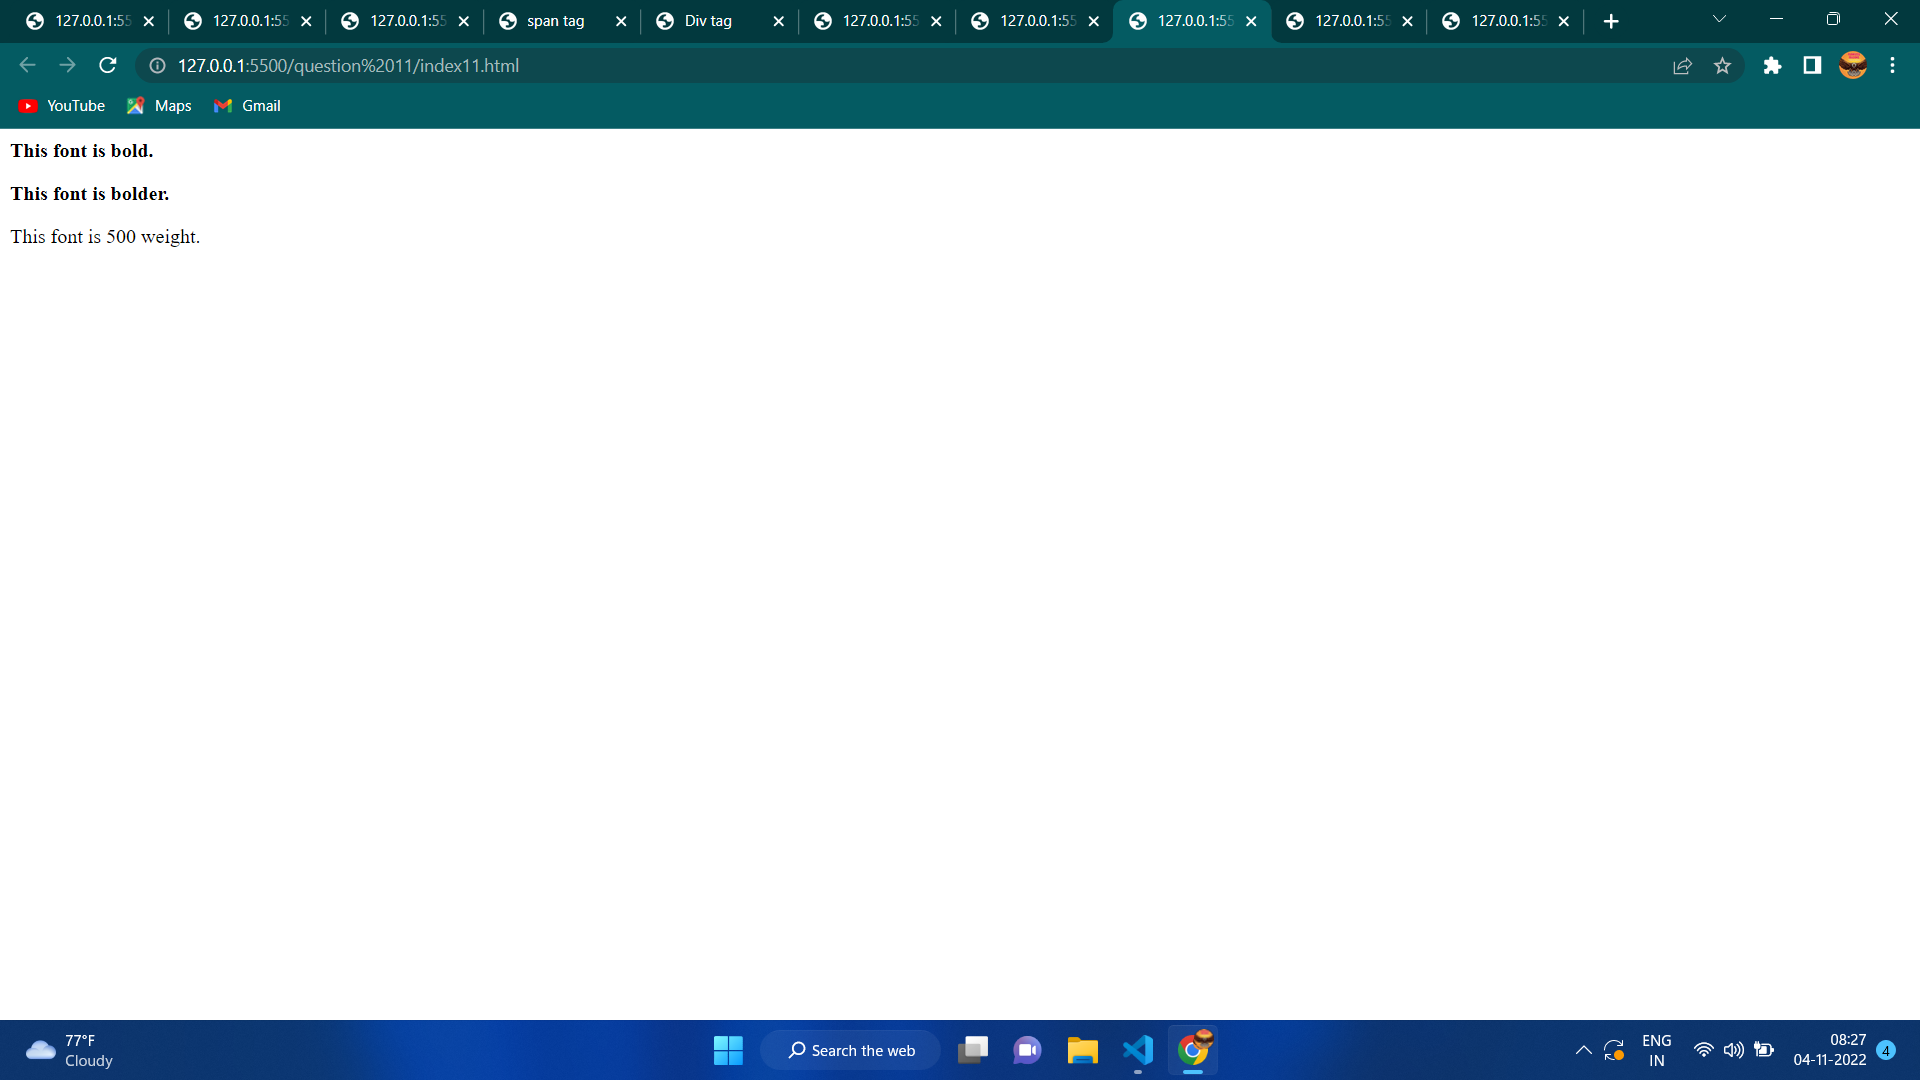 127.0.0.1:55
127.0.0.1:55
127.0.0.1:55
span tag
Div tag
127.0.0.1:55
127.0.0.1:55
127.0.0.1:55
127.0.0.1:55
127.0.0.1:55
127.0.0.1:5500/question%2011/index11.html
YouTube
Maps
Gmail
This font is bold.
This font is bolder.
This font is 500 weight.
77°F
Cloudy
Search the web
ENG
IN
08:27
04-11-2022
4